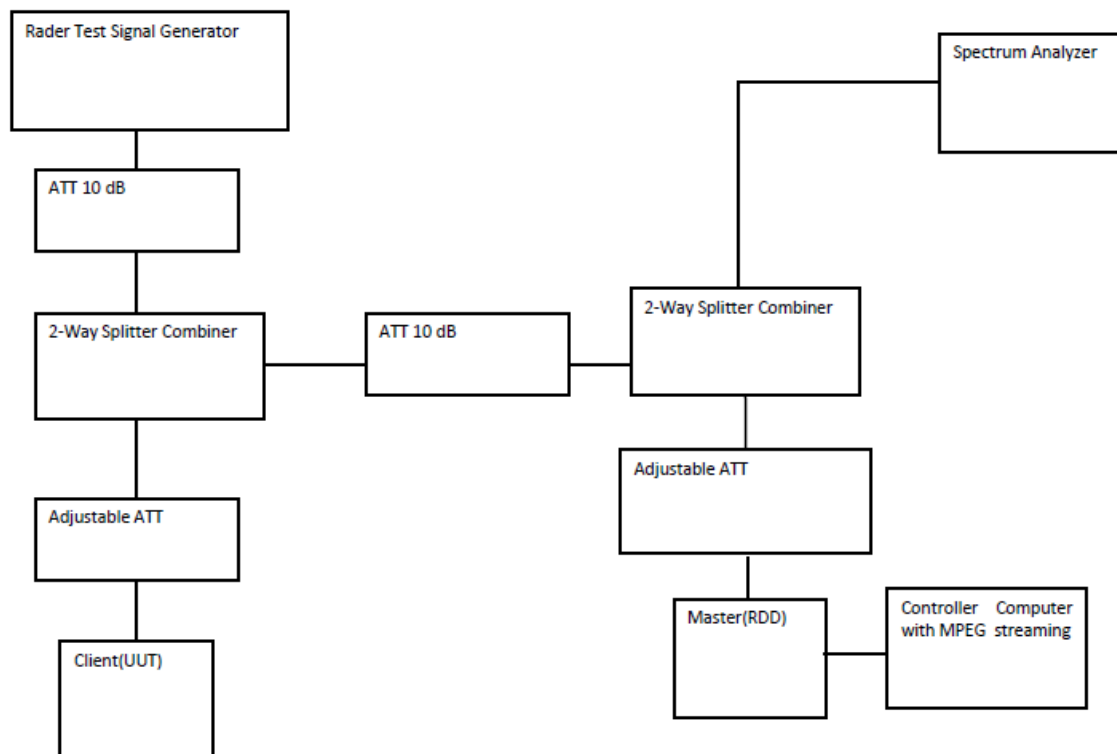 Rader Test Signal Generator
Spectrum Analyzer
ATT 10 dB
2-Way Splitter Combiner
ATT 10 dB
2-Way Splitter Combiner
Adjustable ATT
Adjustable ATT
Master(RDD)
Controller Computer
with MPEG streaming
Client(UUT)